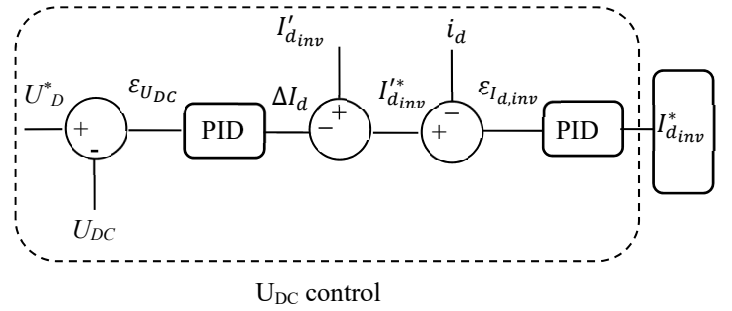 I′_{d_{inv}} i_d
U*_D ε_{U_{DC}} ΔI_d I′*_{d_{inv}} ε_{I_{d,inv}}
+ - PID − + + − PID I*_{d_{inv}}
U_{DC}
U_{DC} control